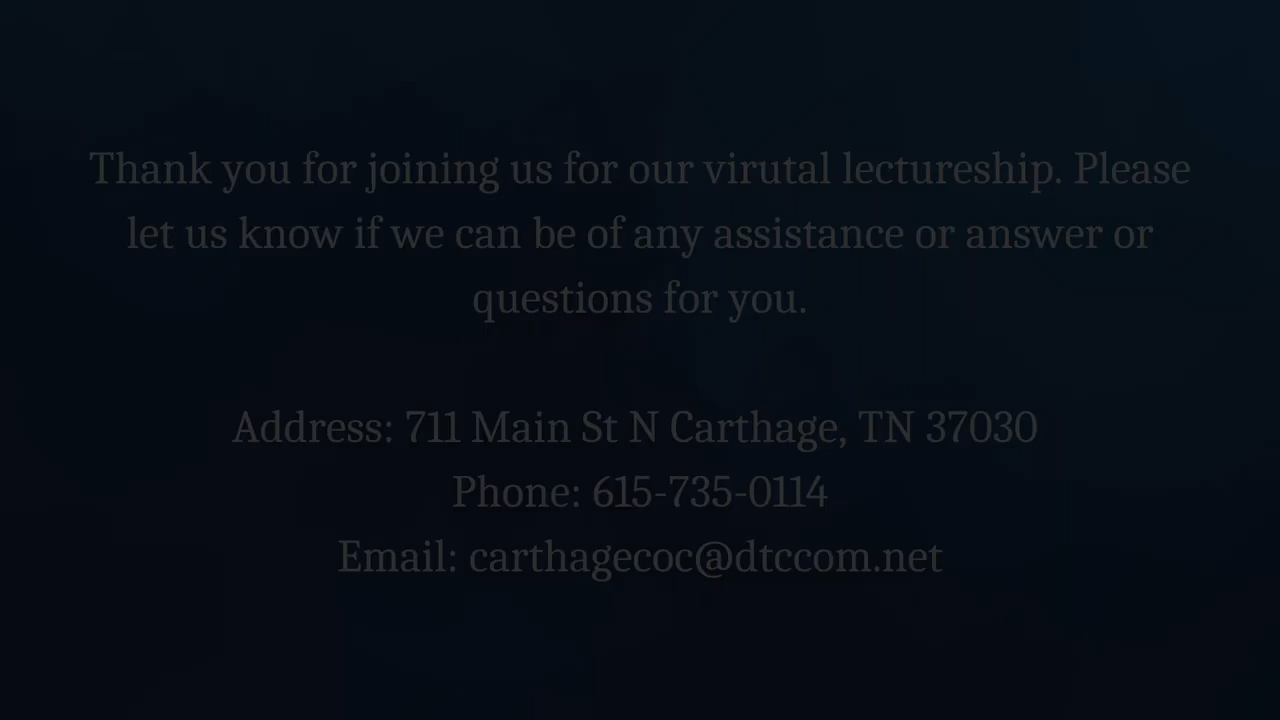 Thank you for joining us for our virutal lectureship. Please
let us know if we can be of any assistance or answer or
questions for you.
Address: 711 Main St N Carthage, TN 37030
Phone: 615-735-0114
Email: carthagecoc@dtccom.net